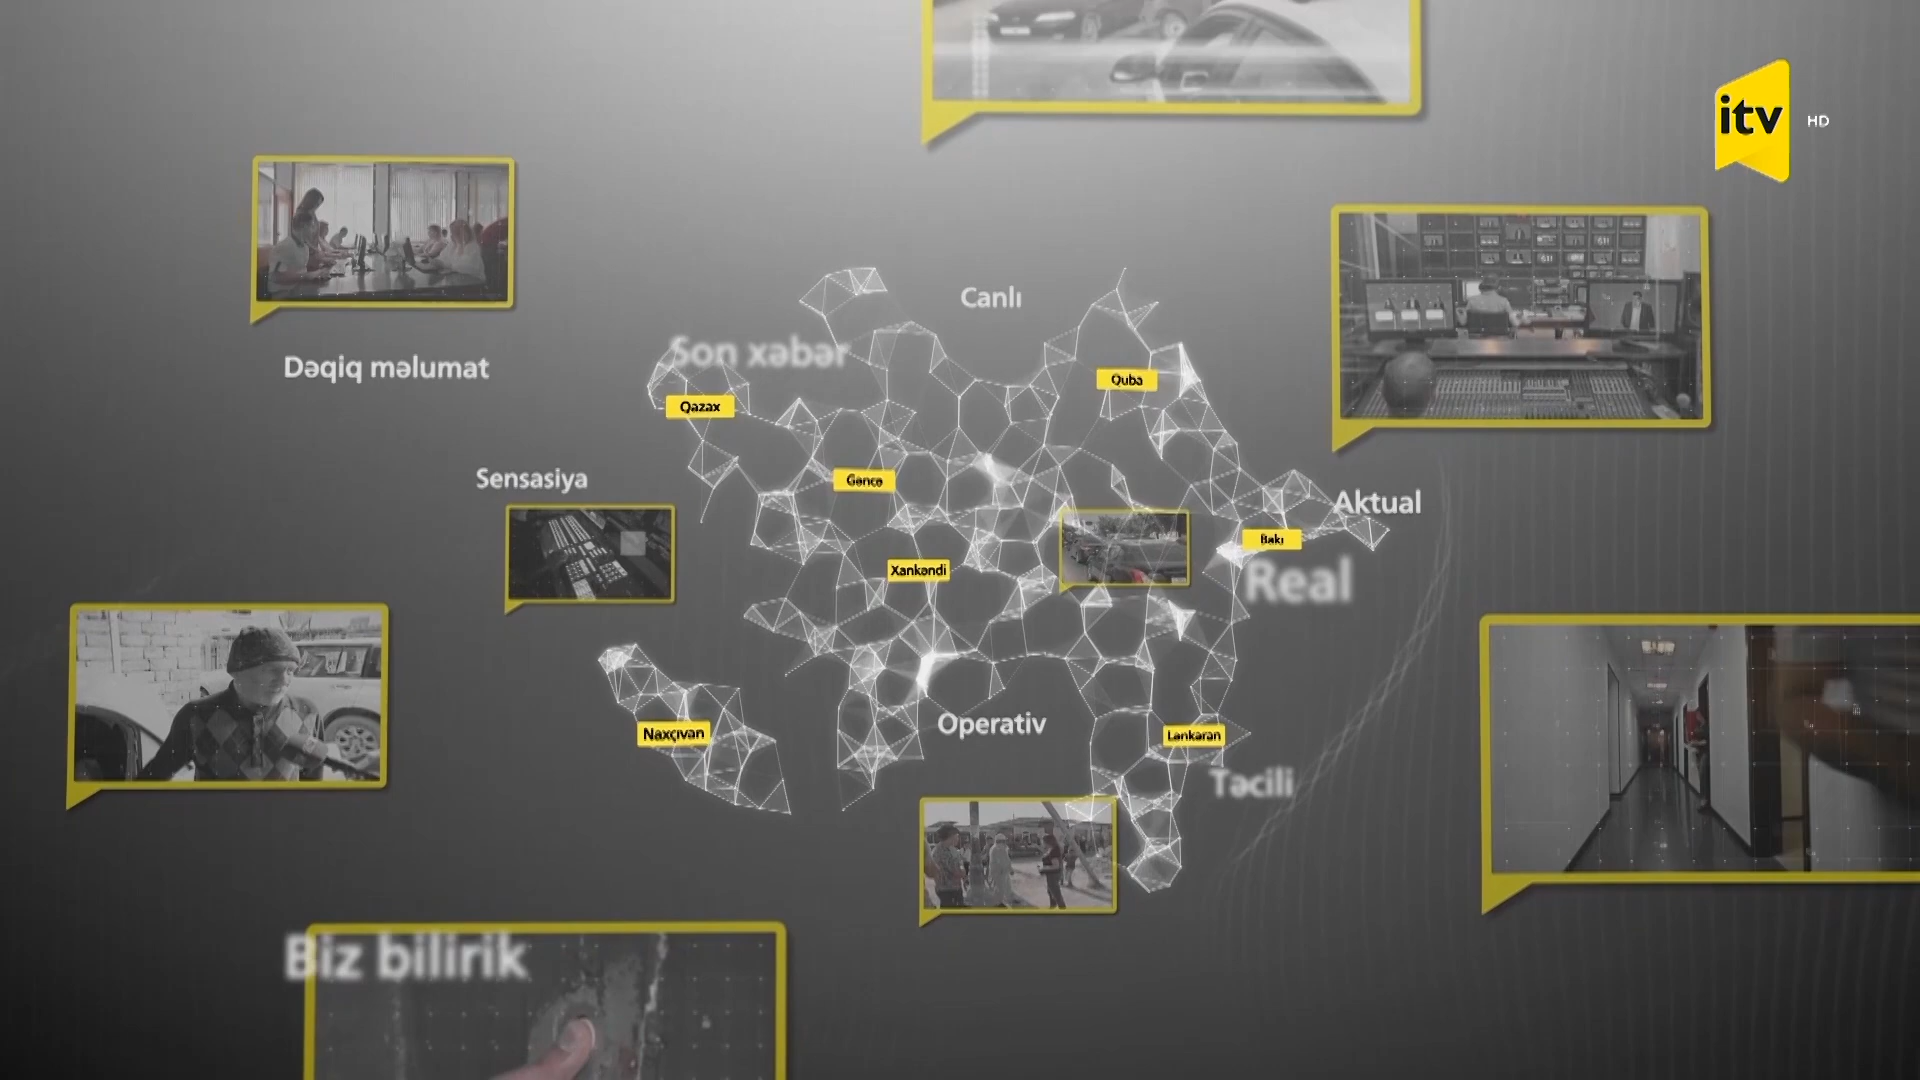 itv HD
Canlı
Son xəbər
Dəqiq məlumat
Quba
Qazax
Sensasiya
Gəncə
Aktual
Bakı
Xankəndi
Real
Operativ
Naxçıvan
Lənkəran
Təcili
Biz bilirik